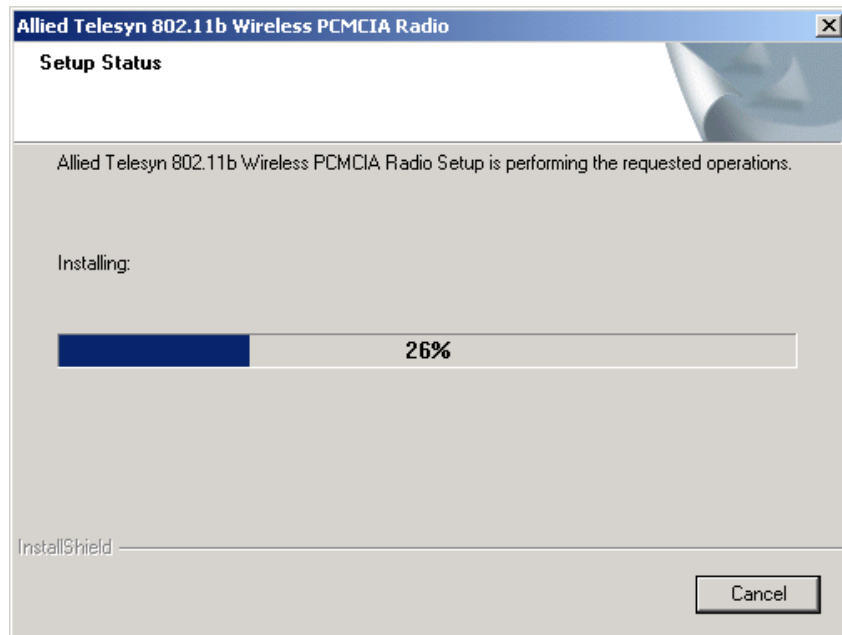 Allied Telesyn 802.11b Wireless PCMCIA Radio
Setup Status
Allied Telesyn 802.11b Wireless PCMCIA Radio Setup is performing the requested operations.
Installing:
26%
InstallShield
Cancel